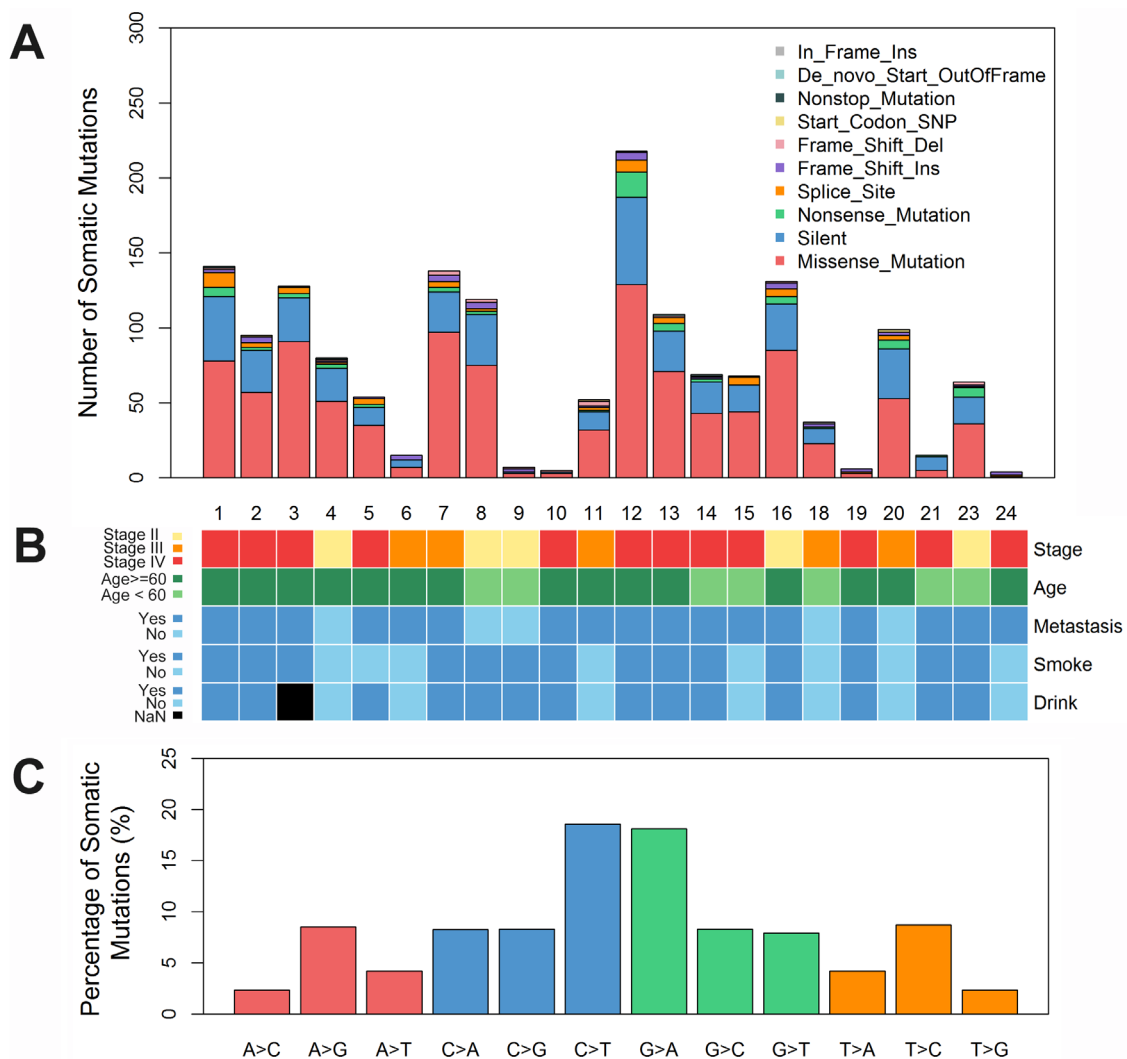 A
Number of Somatic Mutations
300
250
200
150
100
50
0
In_Frame_Ins
De_novo_Start_OutOfFrame
Nonstop_Mutation
Start_Codon_SNP
Frame_Shift_Del
Frame_Shift_Ins
Splice_Site
Nonsense_Mutation
Silent
Missense_Mutation
1 2 3 4 5 6 7 8 9 10 11 12 13 14 15 16 18 19 20 21 23 24
B
Stage II
Stage III
Stage IV
Stage
Age>=60
Age < 60
Age
Yes
No
Metastasis
Yes
No
Smoke
Yes
No
NaN
Drink
C
Percentage of Somatic
Mutations (%)
25
20
15
10
5
0
A>C A>G A>T C>A C>G C>T G>A G>C G>T T>A T>C T>G